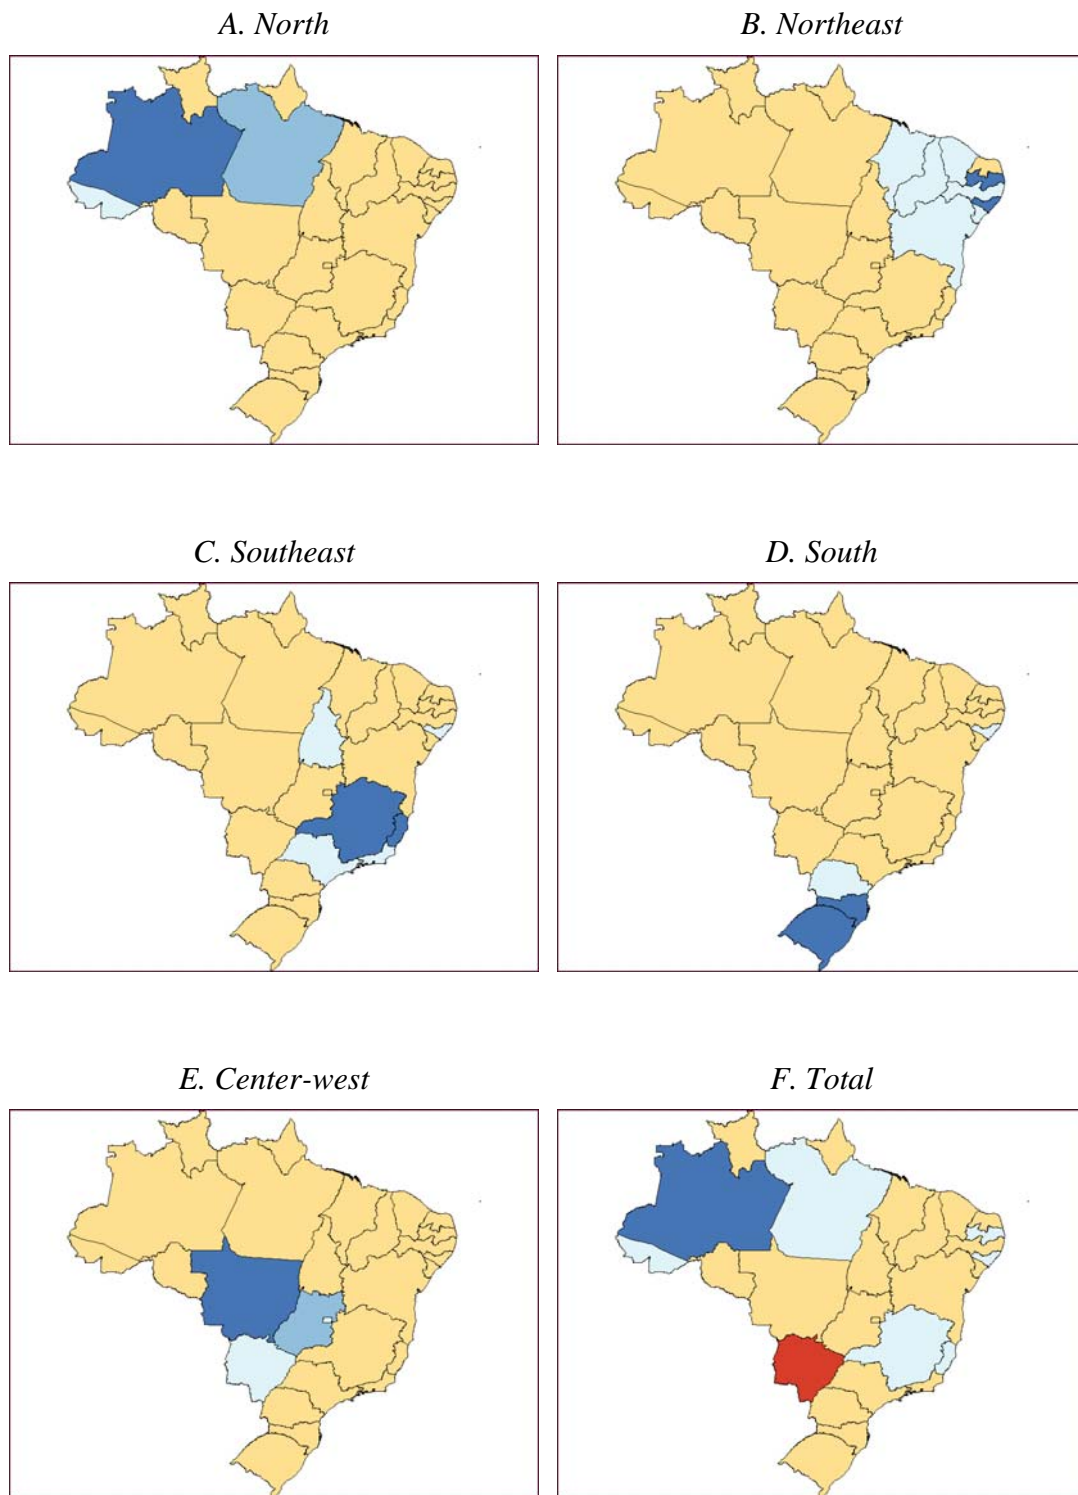 A. North
B. Northeast
C. Southeast
D. South
E. Center-west
F. Total